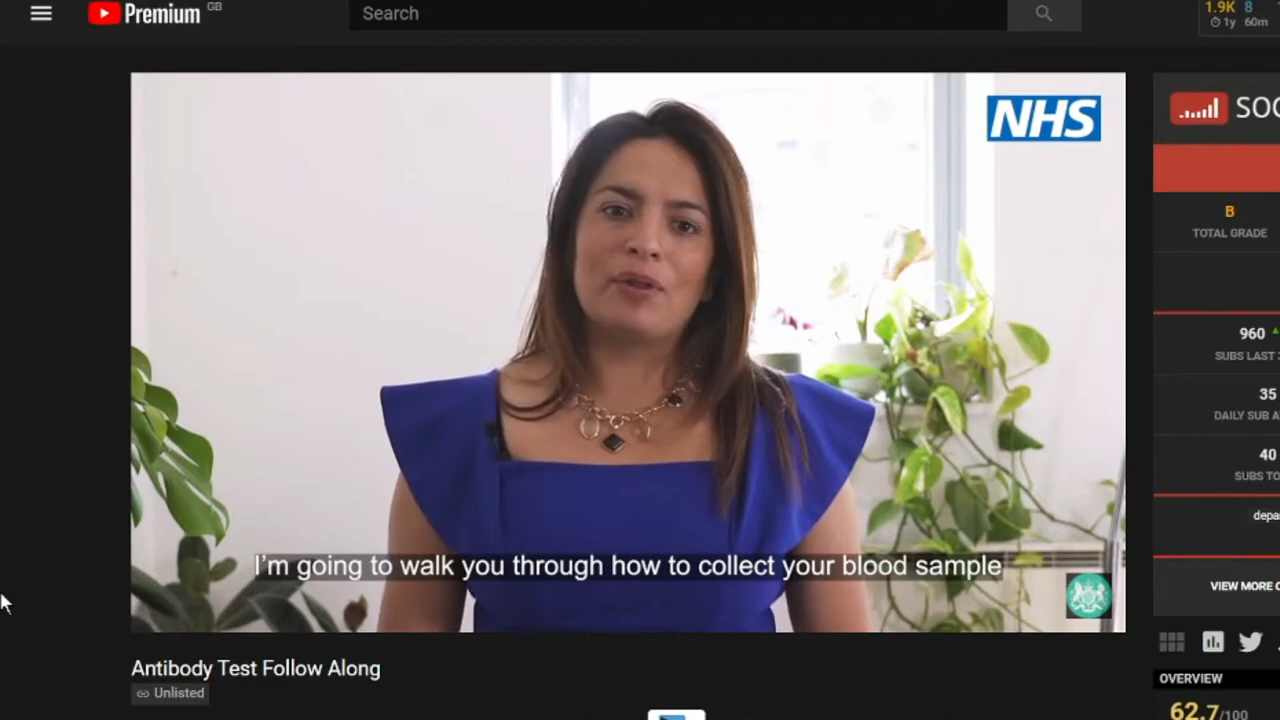 Premium GB
Search
1.9K 8
1y 60m
NHS
SOC
B
TOTAL GRADE
960
SUBS LAST
35
DAILY SUB A
40
SUBS TO
depa
VIEW MORE
I'm going to walk you through how to collect your blood sample
Antibody Test Follow Along
Unlisted
OVERVIEW
62.7/100